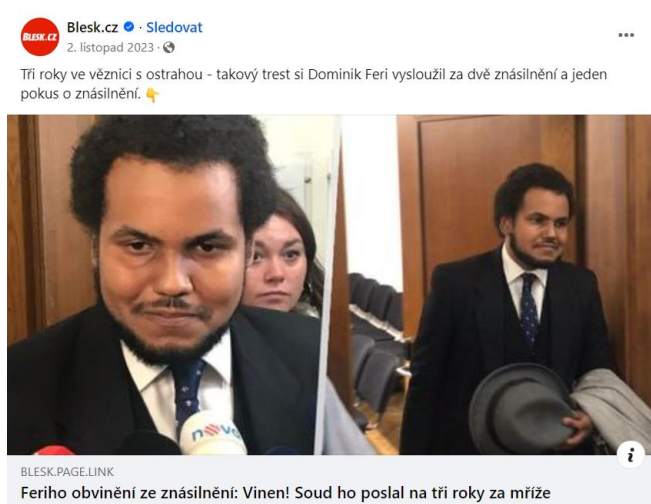 BLESK.CZ
Blesk.cz · Sledovat
2. listopad 2023 ·
Tři roky ve věznici s ostrahou - takový trest si Dominik Feri vysloužil za dvě znásilnění a jeden
pokus o znásilnění. 👇
nova
BLESK.PAGE.LINK
Feriho obvinění ze znásilnění: Vinen! Soud ho poslal na tři roky za mříže